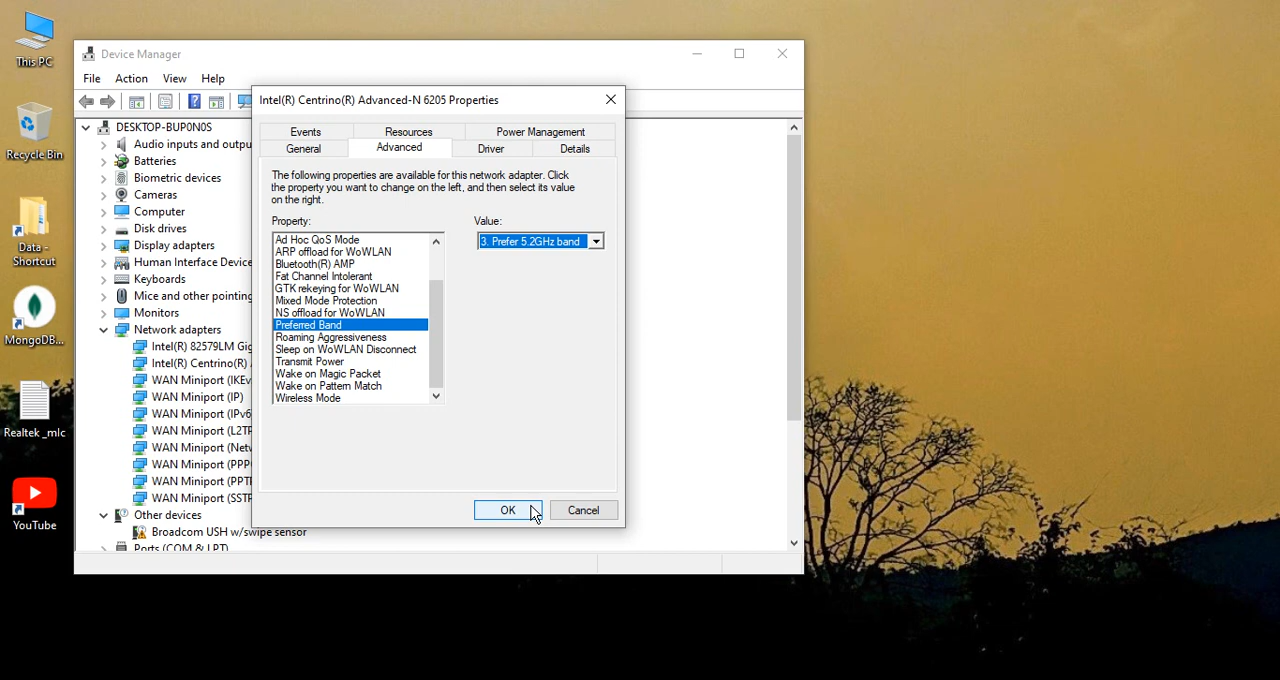 This PC
Recycle Bin
Data -
Shortcut
MongoDB...
Realtek _mlc
YouTube
Device Manager
File Action View Help
DESKTOP-BUP0N0S
Audio inputs and outpu
Batteries
Biometric devices
Cameras
Computer
Disk drives
Display adapters
Human Interface Device
Keyboards
Mice and other pointing
Monitors
Network adapters
Intel(R) 82579LM Gig
Intel(R) Centrino(R)
WAN Miniport (IKEv
WAN Miniport (IP)
WAN Miniport (IPv6
WAN Miniport (L2TP
WAN Miniport (Netw
WAN Miniport (PPP
WAN Miniport (PPTP
WAN Miniport (SSTP
Other devices
Broadcom USH w/swipe sensor
Ports (COM & LPT)
Intel(R) Centrino(R) Advanced-N 6205 Properties
Events Resources Power Management
General Advanced Driver Details
The following properties are available for this network adapter. Click
the property you want to change on the left, and then select its value
on the right.
Property:
Value:
Ad Hoc QoS Mode
ARP offload for WoWLAN
Bluetooth(R) AMP
Fat Channel Intolerant
GTK rekeying for WoWLAN
Mixed Mode Protection
NS offload for WoWLAN
Preferred Band
Roaming Aggressiveness
Sleep on WoWLAN Disconnect
Transmit Power
Wake on Magic Packet
Wake on Pattern Match
Wireless Mode
3. Prefer 5.2GHz band
OK Cancel